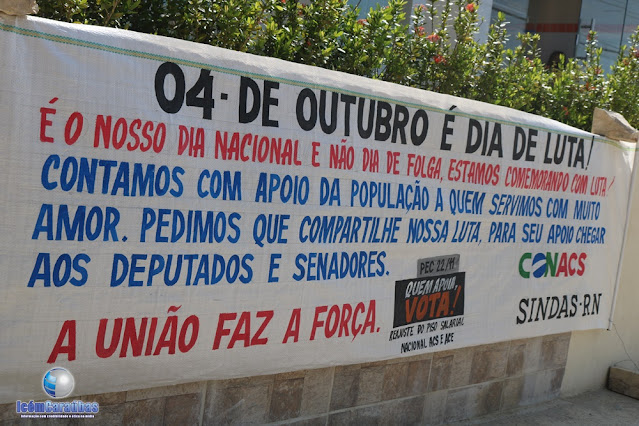 04 - DE OUTUBRO É DIA DE LUTA!
É O NOSSO DIA NACIONAL E NÃO DIA DE FOLGA, ESTAMOS COMEMORANDO COM LUTA!
CONTAMOS COM APOIO DA POPULAÇÃO A QUEM SERVIMOS COM MUITO
AMOR. PEDIMOS QUE COMPARTILHE NOSSA LUTA, PARA SEU APOIO CHEGAR
AOS DEPUTADOS E SENADORES.
A UNIÃO FAZ A FORÇA.
PEC 22/11
QUEM APOIA,
VOTA!
REAJUSTE DO PISO SALARIAL
NACIONAL ACS E ACE
CONACS
SINDAS-RN